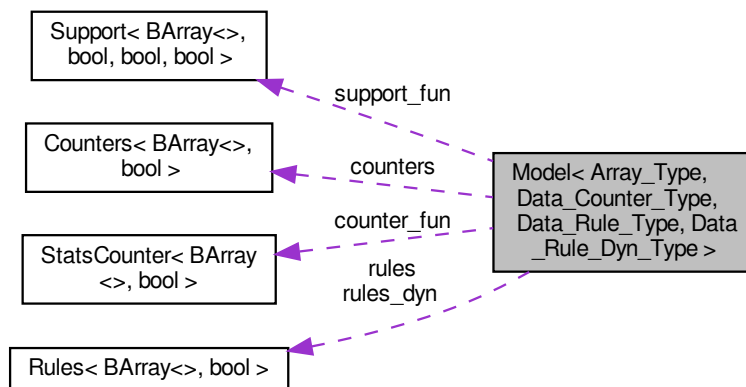 Support< BArray<>,
bool, bool, bool >
support_fun
Counters< BArray<>,
bool >
counters
Model< Array_Type,
Data_Counter_Type,
Data_Rule_Type, Data
_Rule_Dyn_Type >
counter_fun
StatsCounter< BArray
<>, bool >
rules
rules_dyn
Rules< BArray<>, bool >